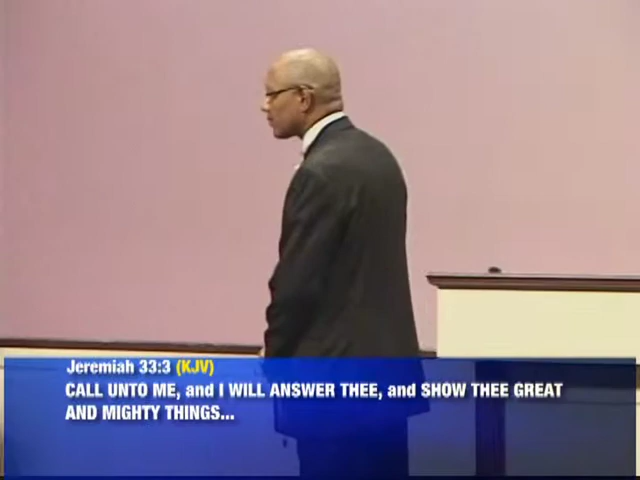 Jeremiah 33:3 (KJV)
CALL UNTO ME, and I WILL ANSWER THEE, and SHOW THEE GREAT
AND MIGHTY THINGS...